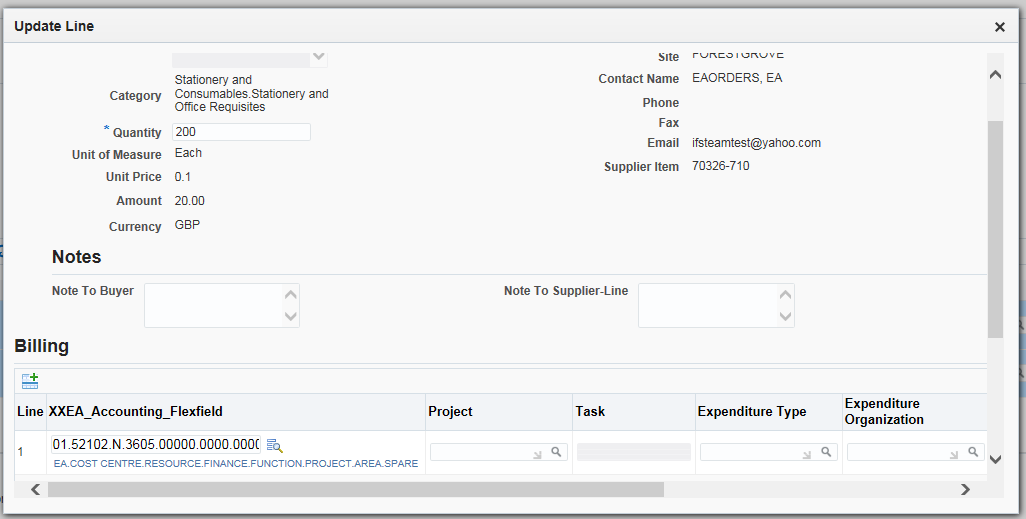 Update Line
Site FORESTGROVE
Stationery and
Category Consumables.Stationery and
Office Requisites
Contact Name EAORDERS, EA
Phone
Fax
* Quantity 200
Email ifsteamtest@yahoo.com
Unit of Measure Each
Supplier Item 70326-710
Unit Price 0.1
Amount 20.00
Currency GBP
Notes
Note To Buyer
Note To Supplier-Line
Billing
Line XXEA_Accounting_Flexfield Project Task Expenditure Type Expenditure
Organization
1 01.52102.N.3605.00000.0000.0000
EA.COST CENTRE.RESOURCE.FINANCE.FUNCTION.PROJECT.AREA.SPARE